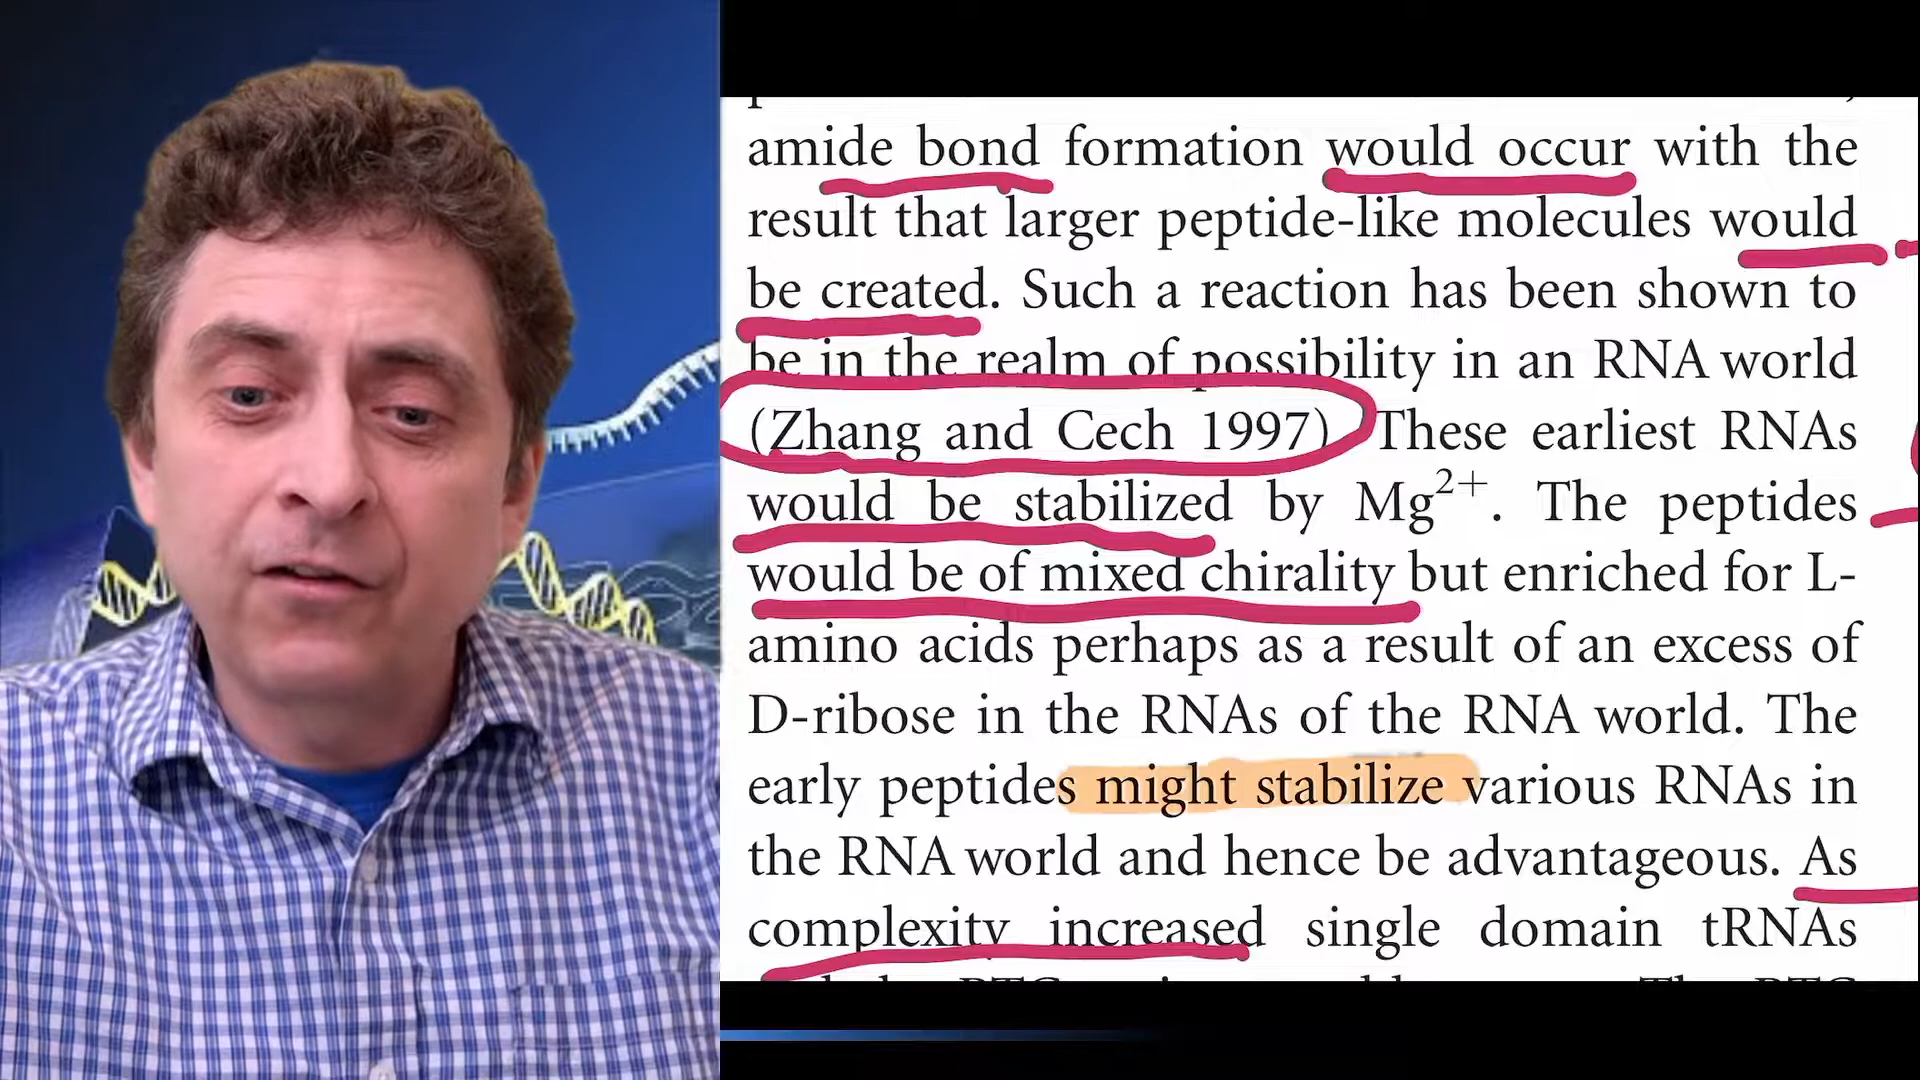 amide bond formation would occur with the
result that larger peptide-like molecules would
be created. Such a reaction has been shown to
be in the realm of possibility in an RNA world
(Zhang and Cech 1997) These earliest RNAs
would be stabilized by Mg²⁺. The peptides
would be of mixed chirality but enriched for L-
amino acids perhaps as a result of an excess of
D-ribose in the RNAs of the RNA world. The
early peptides might stabilize various RNAs in
the RNA world and hence be advantageous. As
complexity increased single domain tRNAs